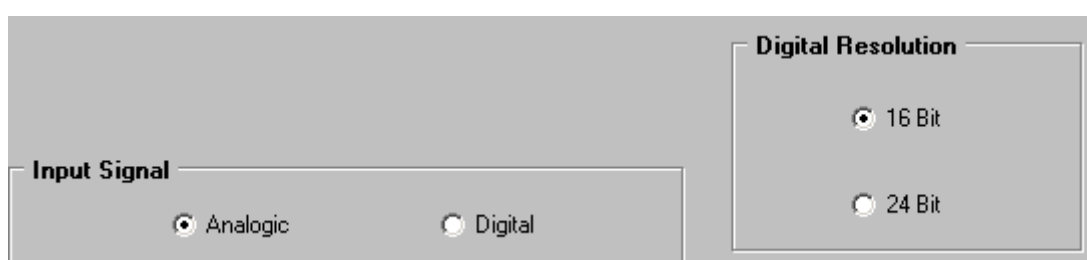 Digital Resolution
16 Bit
24 Bit
Input Signal
Analogic
Digital